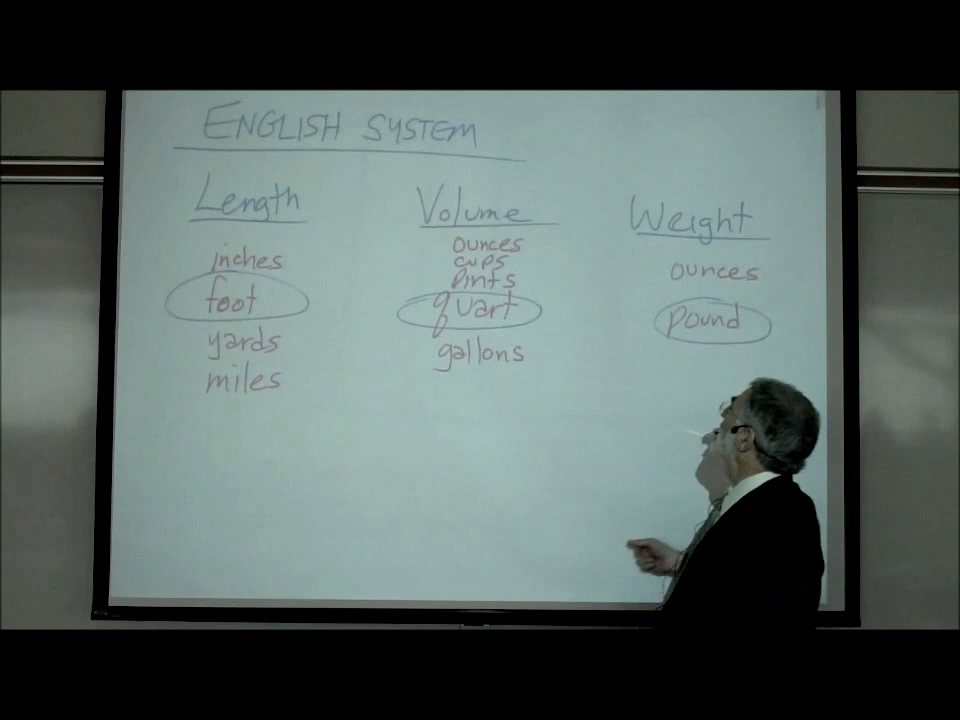 ENGLISH SYSTEM
Length
inches
foot
yards
miles
Volume
ounces
cups
pints
quart
gallons
Weight
ounces
pound